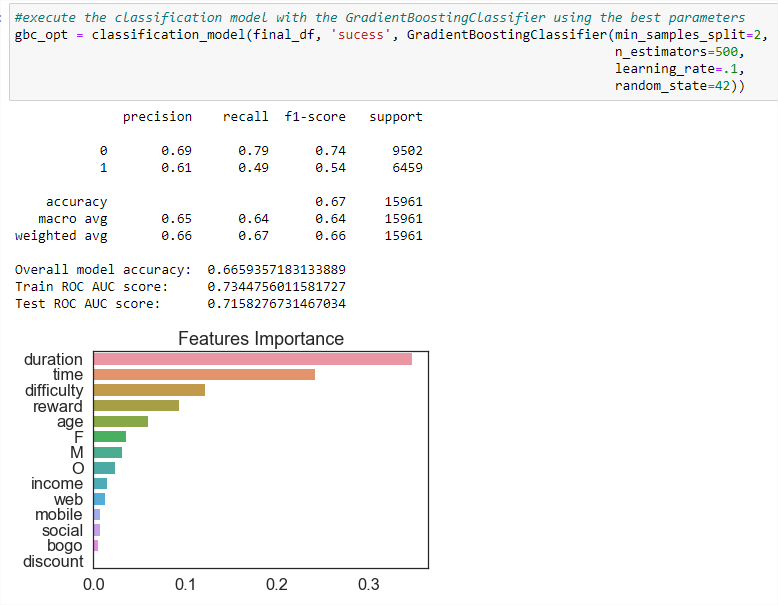 #execute the classification model with the GradientBoostingClassifier using the best parameters
gbc_opt = classification_model(final_df, 'sucess', GradientBoostingClassifier(min_samples_split=2,
n_estimators=500,
learning_rate=.1,
random_state=42))
precision recall f1-score support
0 0.69 0.79 0.74 9502
1 0.61 0.49 0.54 6459
accuracy 0.67 15961
macro avg 0.65 0.64 0.64 15961
weighted avg 0.66 0.67 0.66 15961
Overall model accuracy: 0.6659357183133889
Train ROC AUC score: 0.7344756011581727
Test ROC AUC score: 0.7158276731467034
Features Importance
duration
time
difficulty
reward
age
F
M
O
income
web
mobile
social
bogo
discount
0.0 0.1 0.2 0.3